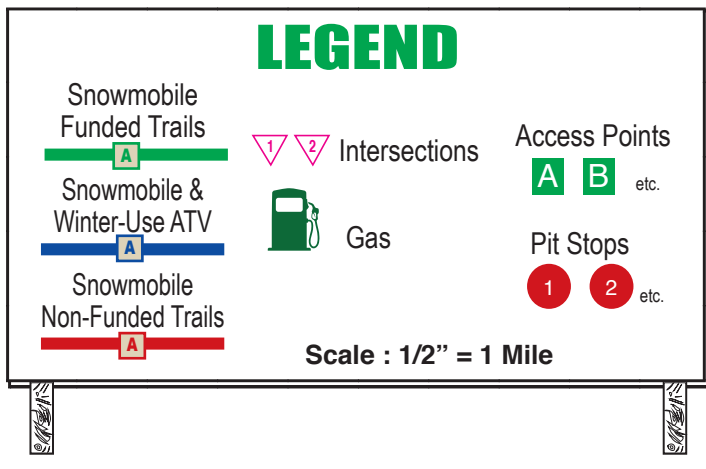 LEGEND
Snowmobile
Funded Trails
A
Snowmobile &
Winter-Use ATV
A
Snowmobile
Non-Funded Trails
A
1 2 Intersections
Gas
Access Points
A B etc.
Pit Stops
1 2 etc.
Scale : 1/2” = 1 Mile